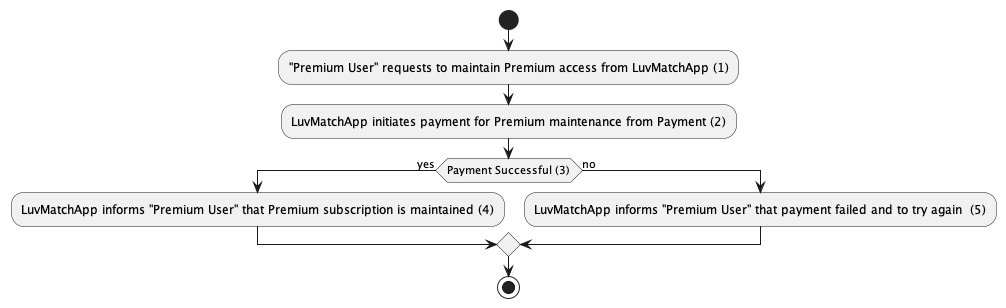 "Premium User" requests to maintain Premium access from LuvMatchApp (1)
LuvMatchApp initiates payment for Premium maintenance from Payment (2)
yes
Payment Successful (3)
no
LuvMatchApp informs "Premium User" that Premium subscription is maintained (4)
LuvMatchApp informs "Premium User" that payment failed and to try again  (5)